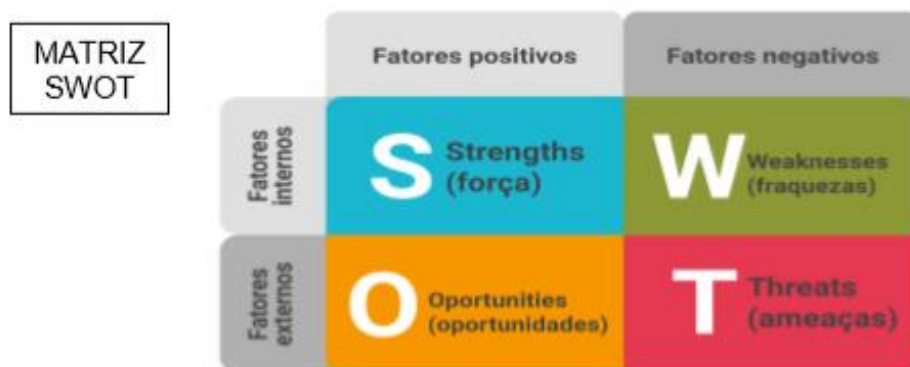 MATRIZ
SWOT
Fatores positivos
Fatores negativos
Fatores
internos
S
Strengths
(força)
W
Weaknesses
(fraquezas)
Fatores
externos
O
Oportunities
(oportunidades)
T
Threats
(ameaças)